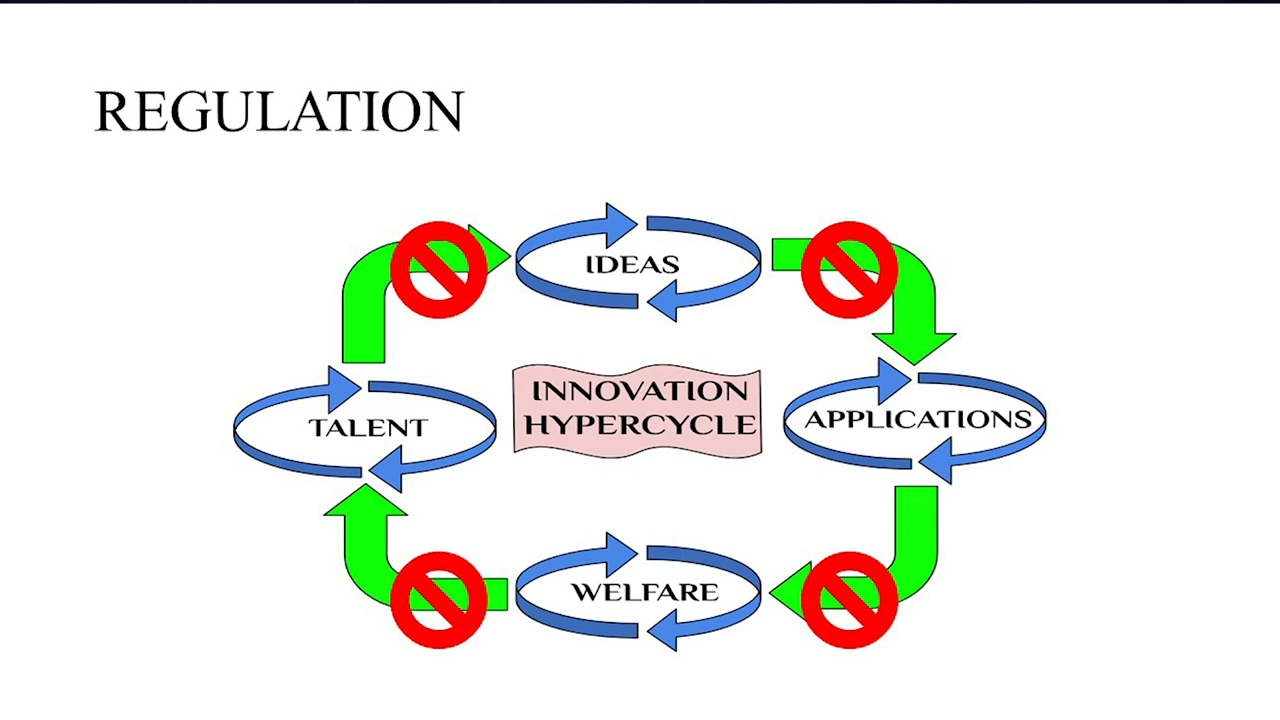 REGULATION
IDEAS
INNOVATION
HYPERCYCLE
TALENT
APPLICATIONS
WELFARE